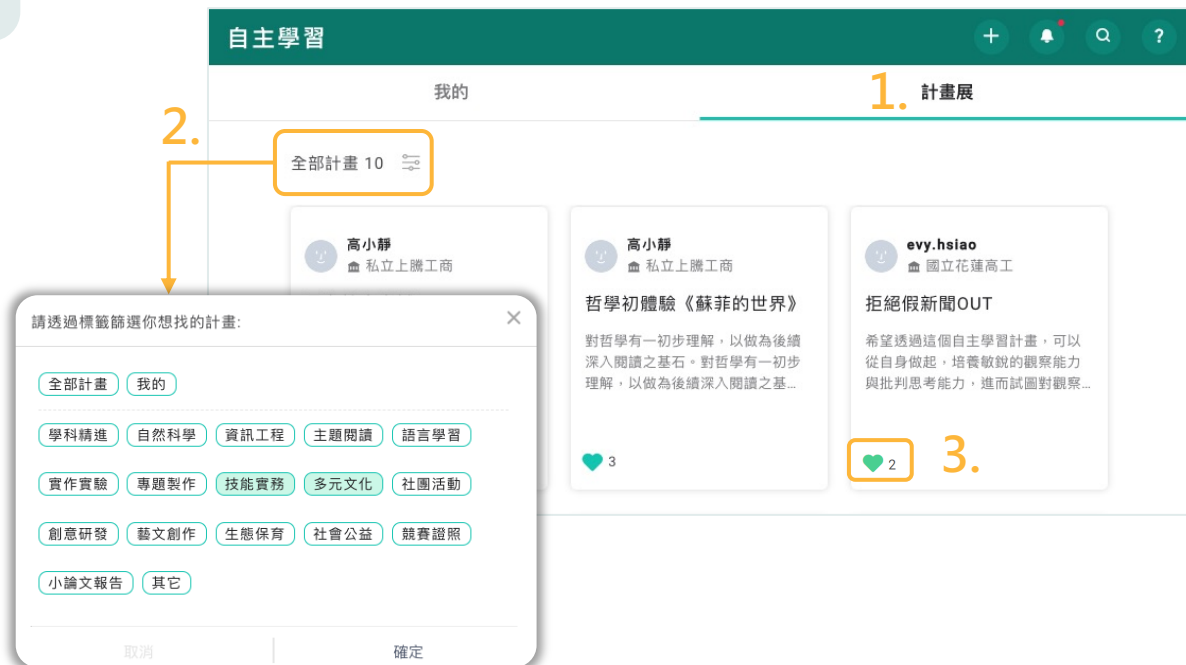 自主學習
?
我的
1.
計畫展
2.
全部計畫 10
高小靜
私立上騰工商
高小靜
私立上騰工商
哲學初體驗《蘇菲的世界》
對哲學有一初步理解，以做為後續
深入閱讀之基石。對哲學有一初步
理解，以做為後續深入閱讀之基…
3
evy.hsiao
國立花蓮高工
拒絕假新聞OUT
希望透過這個自主學習計畫，可以
從自身做起，培養敏銳的觀察能力
與批判思考能力，進而試圖對觀察…
2
3.
請透過標籤篩選你想找的計畫:
全部計畫 我的
學科精進 自然科學 資訊工程 主題閱讀 語言學習
實作實驗 專題製作 技能實務 多元文化 社團活動
創意研發 藝文創作 生態保育 社會公益 競賽證照
小論文報告 其它
取消 確定